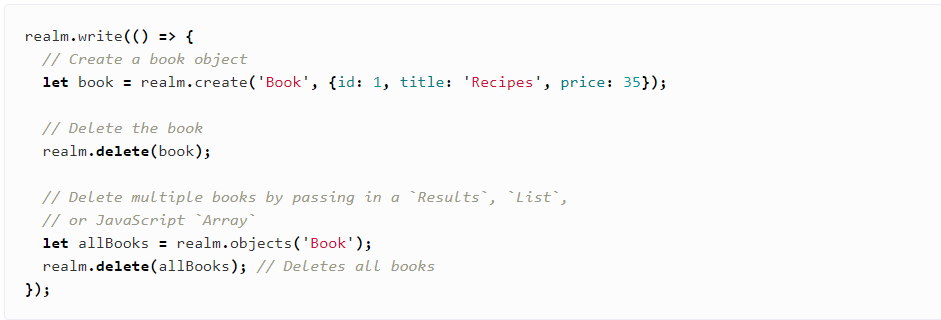 realm.write(() => {
  // Create a book object
  let book = realm.create('Book', {id: 1, title: 'Recipes', price: 35});
  // Delete the book
  realm.delete(book);
  // Delete multiple books by passing in a `Results`, `List`,
  // or JavaScript `Array`
  let allBooks = realm.objects('Book');
  realm.delete(allBooks); // Deletes all books
});